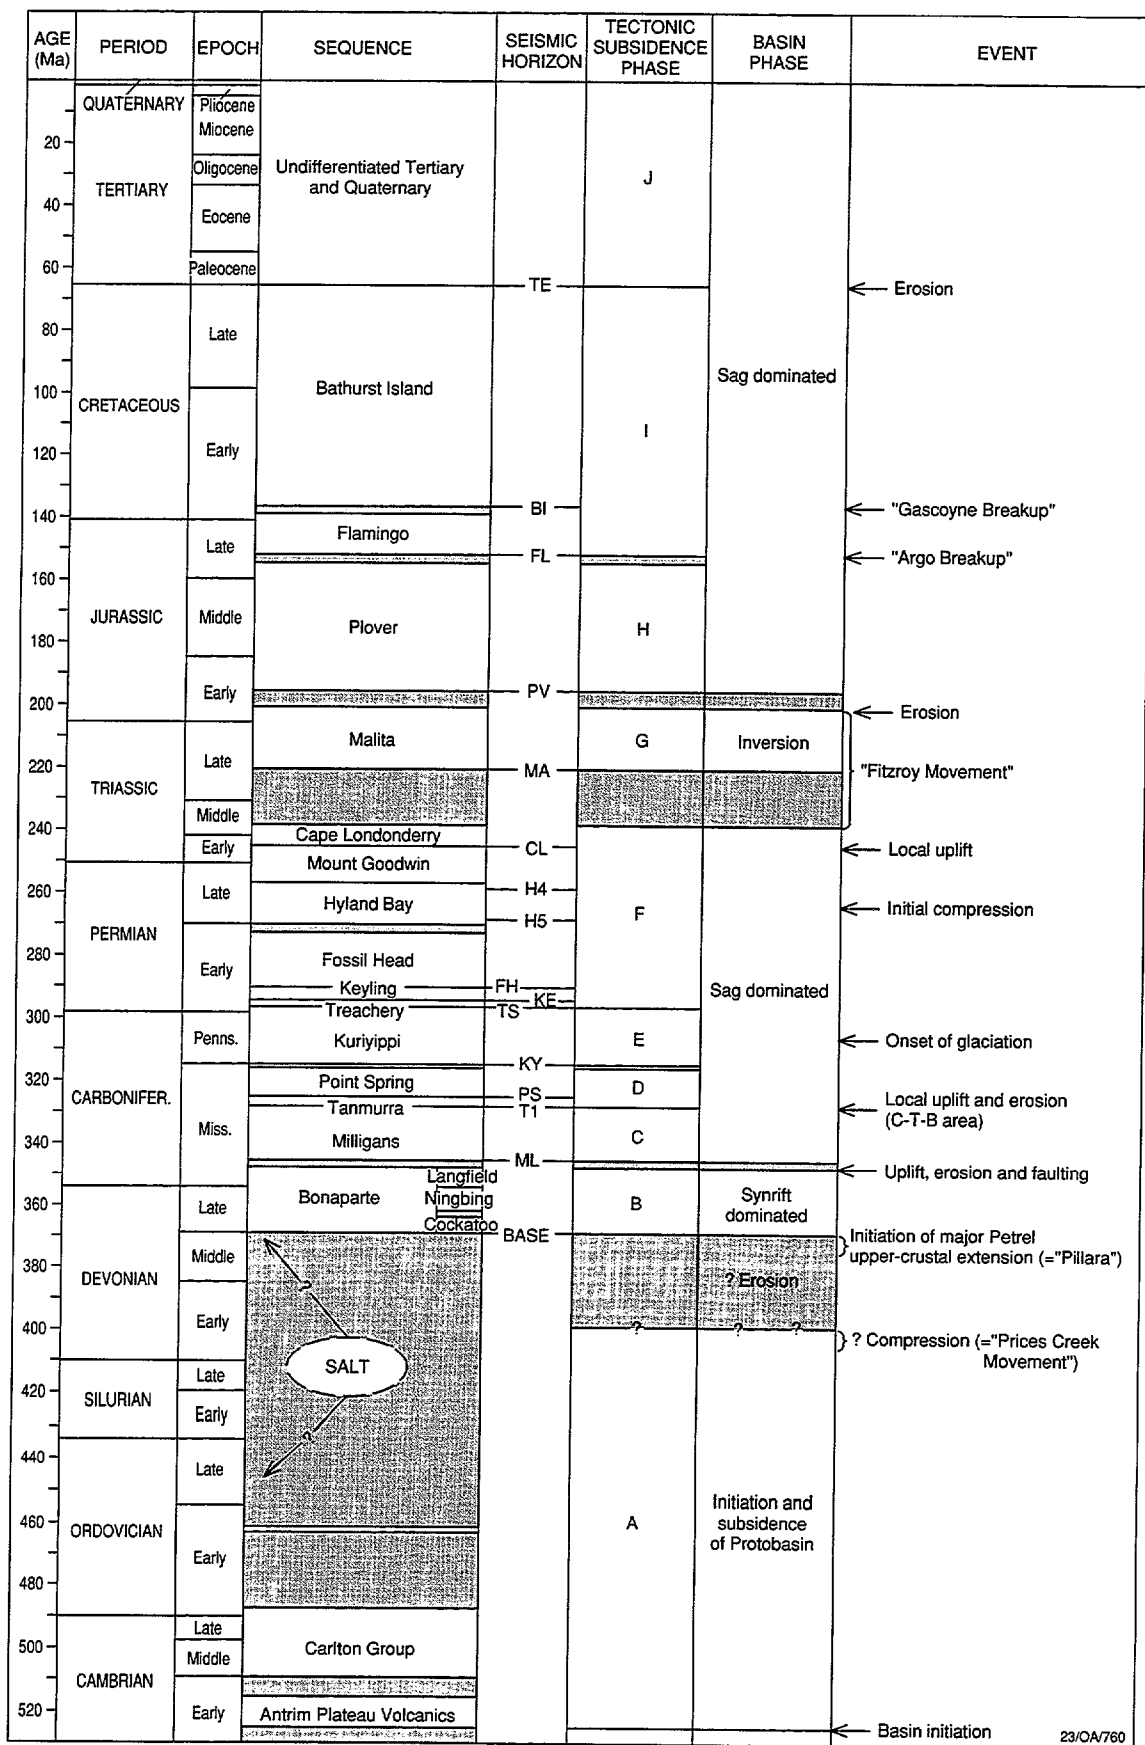 AGE
(Ma)
PERIOD
EPOCH
SEQUENCE
SEISMIC
HORIZON
TECTONIC
SUBSIDENCE
PHASE
BASIN
PHASE
EVENT
QUATERNARY
Pliocene
Miocene
20
Oligocene
Undifferentiated Tertiary
and Quaternary
J
TERTIARY
40
Eocene
60
Paleocene
TE
Erosion
80
Late
Sag dominated
100
Bathurst Island
CRETACEOUS
I
120
Early
BI
"Gascoyne Breakup"
140
Flamingo
Late
FL
"Argo Breakup"
160
JURASSIC
Middle
Plover
H
180
Early
PV
200
Erosion
Malita
G
Inversion
Late
220
MA
"Fitzroy Movement"
TRIASSIC
Middle
240
Cape Londonderry
Early
CL
Local uplift
Mount Goodwin
260
Late
H4
Hyland Bay
F
Initial compression
H5
PERMIAN
280
Early
Fossil Head
Keyling
FH
KE
Sag dominated
300
Treachery
TS
Penns.
Kuriyippi
E
Onset of glaciation
KY
320
Point Spring
D
CARBONIFER.
PS
Tanmurra
T1
Local uplift and erosion
(C-T-B area)
Miss.
340
Milligans
C
ML
Uplift, erosion and faulting
Langfield
360
Late
Bonaparte
Ningbing
B
Synrift
dominated
Cockatoo
BASE
Initiation of major Petrel
upper-crustal extension (="Pillara")
Middle
380
DEVONIAN
?
? Erosion
400
Early
? ? ?
? Compression (="Prices Creek
Movement")
SALT
420
Late
SILURIAN
Early
440
?
Late
460
ORDOVICIAN
A
Initiation and
subsidence
of Protobasin
Early
480
500
Late
Carlton Group
Middle
CAMBRIAN
520
Early
Antrim Plateau Volcanics
Basin initiation
23/OA/760